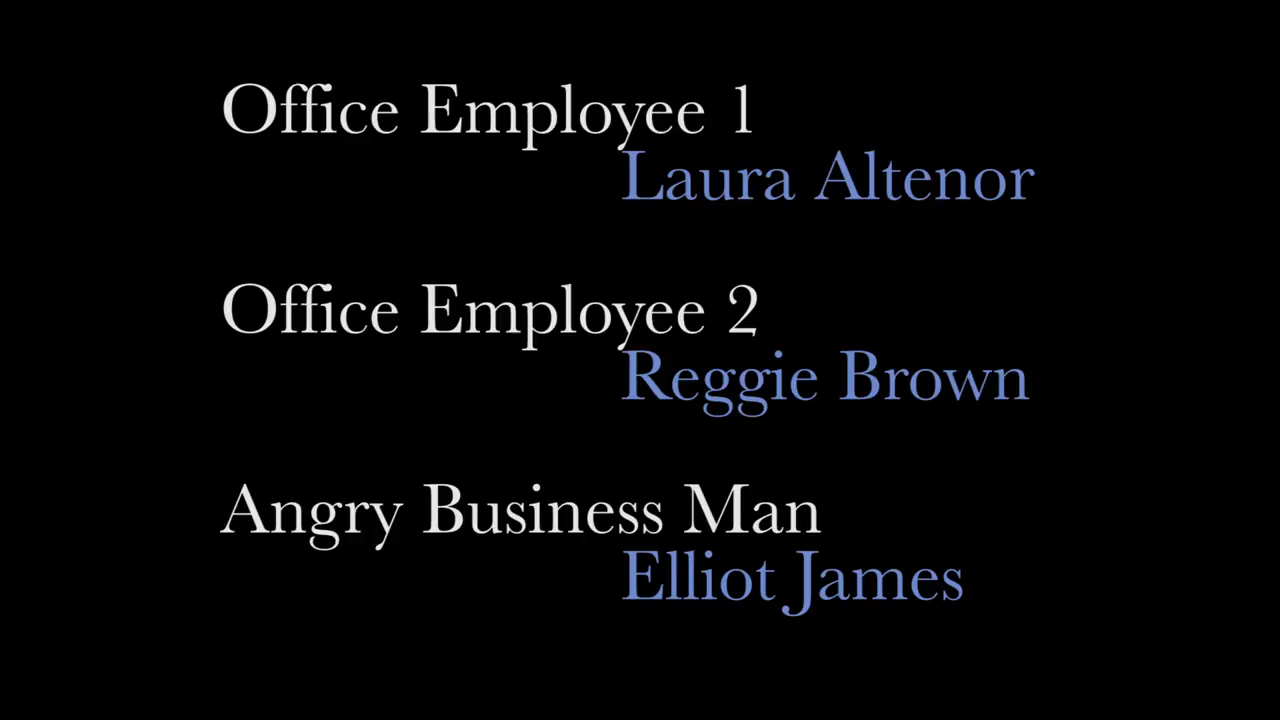 Office Employee 1
Laura Altenor
Office Employee 2
Reggie Brown
Angry Business Man
Elliot James